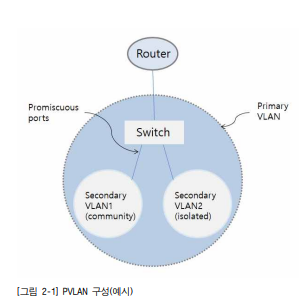 Router
Promiscuous
ports
Primary
VLAN
Switch
Secondary
VLAN1
(community)
Secondary
VLAN2
(isolated)
[그림 2-1] PVLAN 구성(예시)